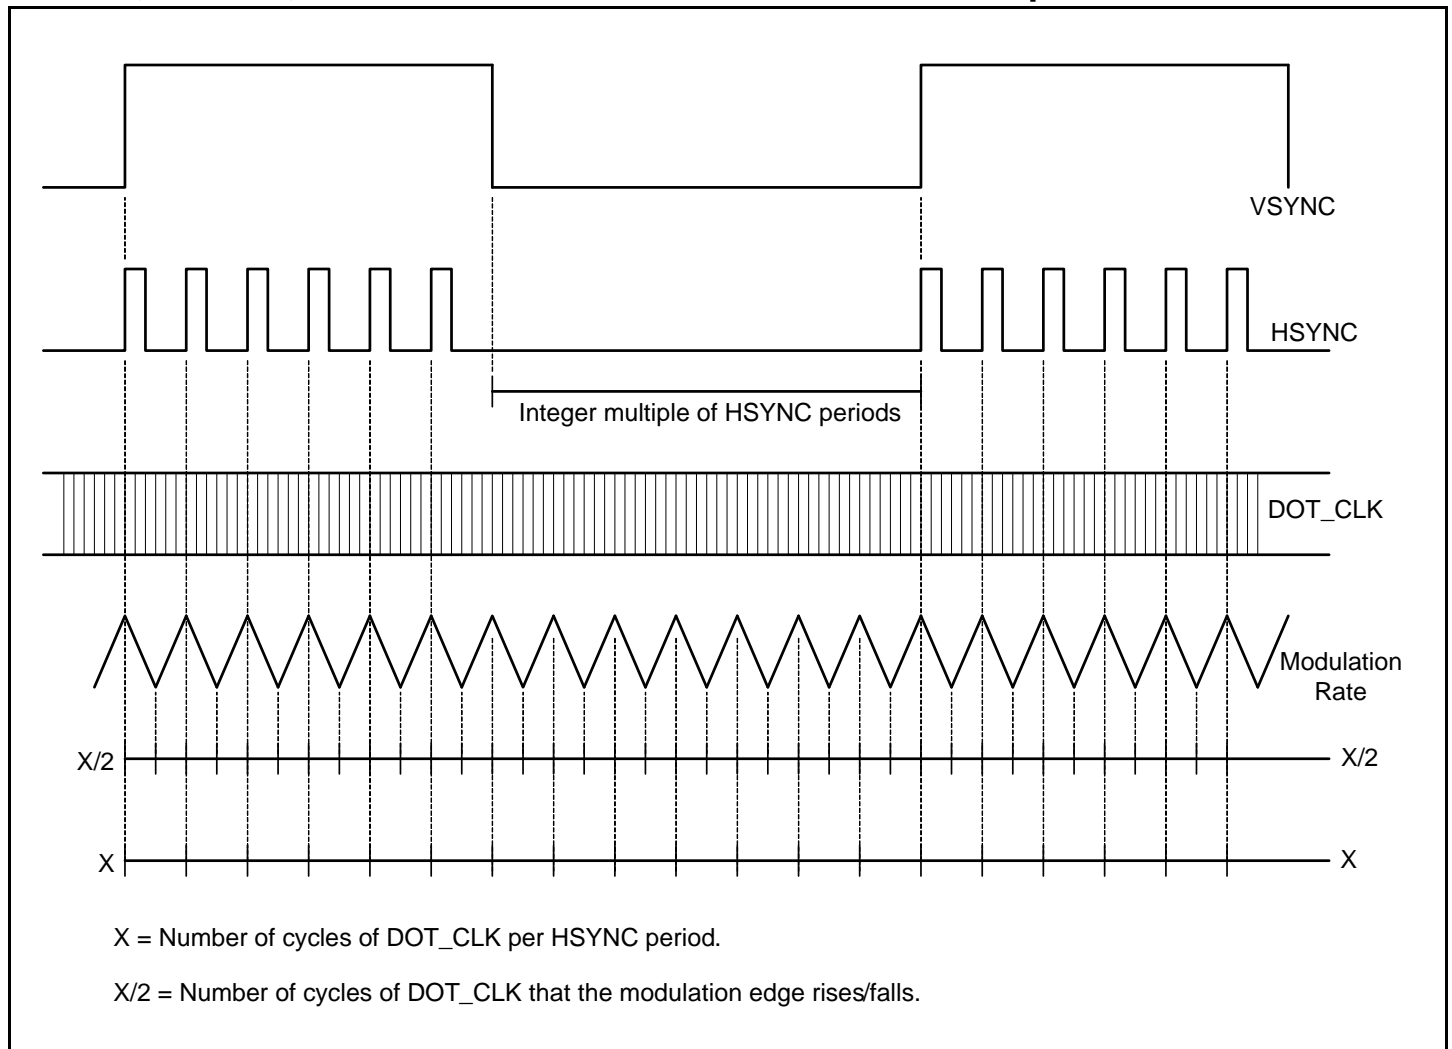 VSYNC
HSYNC
Integer multiple of HSYNC periods
DOT_CLK
Modulation
Rate
X/2
X/2
X
X
X = Number of cycles of DOT_CLK per HSYNC period.
X/2 = Number of cycles of DOT_CLK that the modulation edge rises/falls.